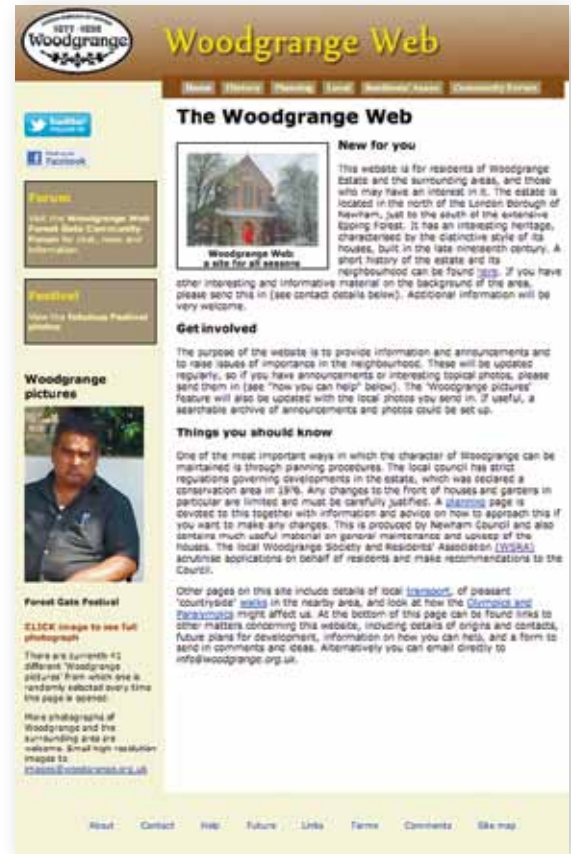 1877 - 1898
Woodgrange
Woodgrange Web
Home History Planning Local Residents' Assoc Community Forum
twitter
Facebook
Forum
Visit the Woodgrange Web
Forest Gate Community
Forum for chat, news and
information
Festival
View the fabulous Festival
photos
Woodgrange
pictures
Forest Gate Festival
CLICK image to see full
photograph
There are currently 41
different 'Woodgrange
pictures' from which one is
randomly selected every time
this page is opened.
More photographs of
Woodgrange and the
surrounding area are
welcome. Email high resolution
images to
images@woodgrange.org.uk
The Woodgrange Web
Woodgrange Web:
a site for all seasons
New for you
This website is for residents of Woodgrange
Estate and the surrounding areas, and those
who may have an interest in it. The estate is
located in the north of the London Borough of
Newham, just to the south of the extensive
Epping Forest. It has an interesting heritage,
characterised by the distinctive style of its
houses, built in the late nineteenth century. A
short history of the estate and its
neighbourhood can be found here. If you have
other interesting and informative material on the background of the area,
please send this in (see contact details below). Additional information will be
very welcome.
Get involved
The purpose of the website is to provide information and announcements and
to raise issues of importance in the neighbourhood. These will be updated
regularly, so if you have announcements or interesting topical photos, please
send them in (see "how you can help" below). The 'Woodgrange pictures'
feature will also be updated with the local photos you send in. If useful, a
searchable archive of announcements and photos could be set up.
Things you should know
One of the most important ways in which the character of Woodgrange can be
maintained is through planning procedures. The local council has strict
regulations governing developments in the estate, which was declared a
conservation area in 1976. Any changes to the front of houses and gardens in
particular are limited and must be carefully justified. A planning page is
devoted to this together with information and advice on how to approach this if
you want to make any changes. This is produced by Newham Council and also
contains much useful material on general maintenance and upkeep of the
houses. The local Woodgrange Society and Residents' Association (WSRA)
scrutinise applications on behalf of residents and make recommendations to the
Council.
Other pages on this site include details of local transport, of pleasant
'countryside' walks in the nearby area, and look at how the Olympics and
Paralympics might affect us. At the bottom of this page can be found links to
other matters concerning this website, including details of origins and contacts,
future plans for development, information on how you can help, and a form to
send in comments and ideas. Alternatively you can email directly to
info@woodgrange.org.uk.
About Contact Help Future Links Terms Comments Site map